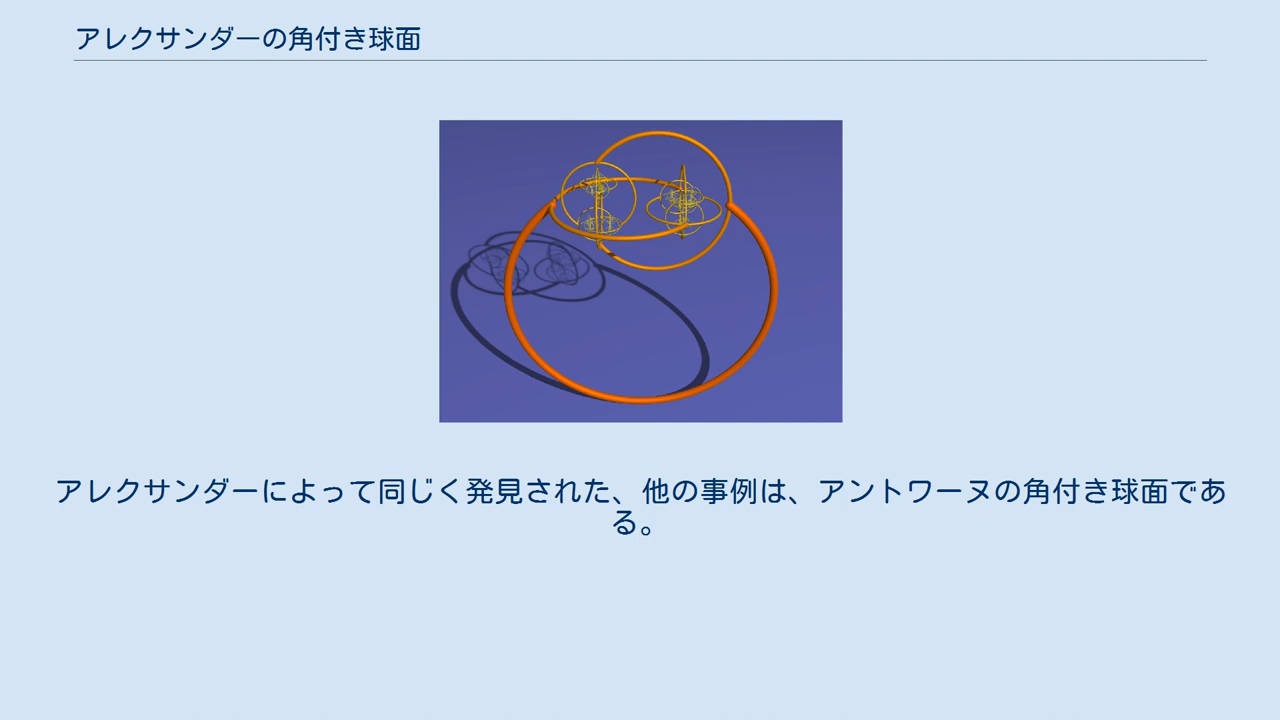 アレクサンダーの角付き球面
アレクサンダーによって同じく発見された、他の事例は、アントワーヌの角付き球面であ
る。